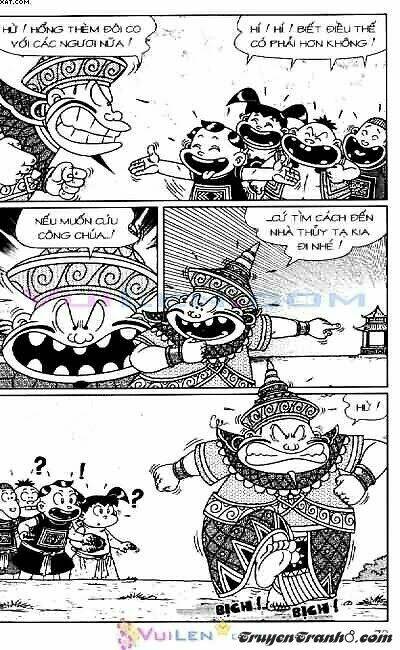 XAT.COM
HỪ! HỔNG THÈM ĐÔI CO
VỚI CÁC NGƯƠI NỮA!
HÍ! HÍ! BIẾT ĐIỀU THẾ
CÓ PHẢI HƠN KHÔNG!
NẾU MUỐN CỨU
CÔNG CHÚA..!
..CỨ TÌM CÁCH ĐẾN
NHÀ THỦY TẠ KIA
ĐI NHÉ!
VUILEN.COM
HỪ!
?
!
?
BỊCH!
BỊCH!
VUILEN
TruyenTranh8.com